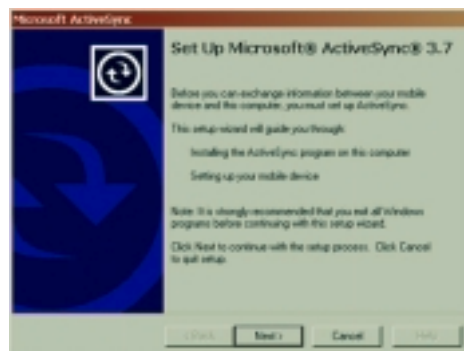 Microsoft ActiveSync
Set Up Microsoft® ActiveSync® 3.7
Before you can exchange information between your mobile
device and this computer, you must set up ActiveSync.
This setup wizard will guide you through:
Installing the ActiveSync program on this computer
Setting up your mobile device
Note: It is strongly recommended that you exit all Windows
programs before continuing with this setup wizard.
Click Next to continue with the setup process. Click Cancel
to quit setup.
< Back
Next >
Cancel
Help